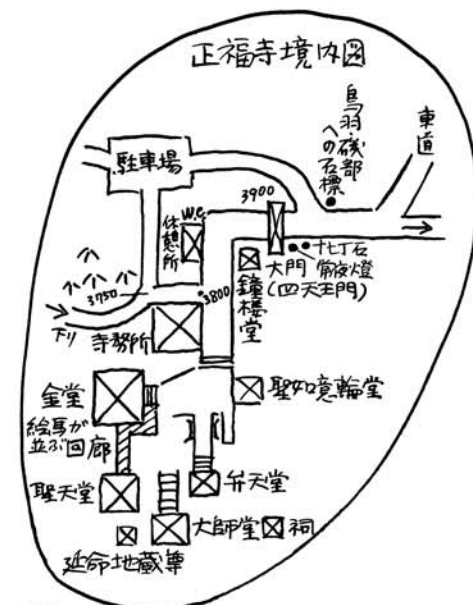 正福寺境内図
鳥羽・磯部
への石標
車道
駐車場
3900
W.C.
休憩所
十七丁石
常夜燈
大門
(四天王門)
鐘楼堂
3750
3800
下り
寺務所
金堂
聖如意輪堂
絵馬が
並ぶ回廊
聖天堂
弁天堂
大師堂
祠
延命地蔵尊